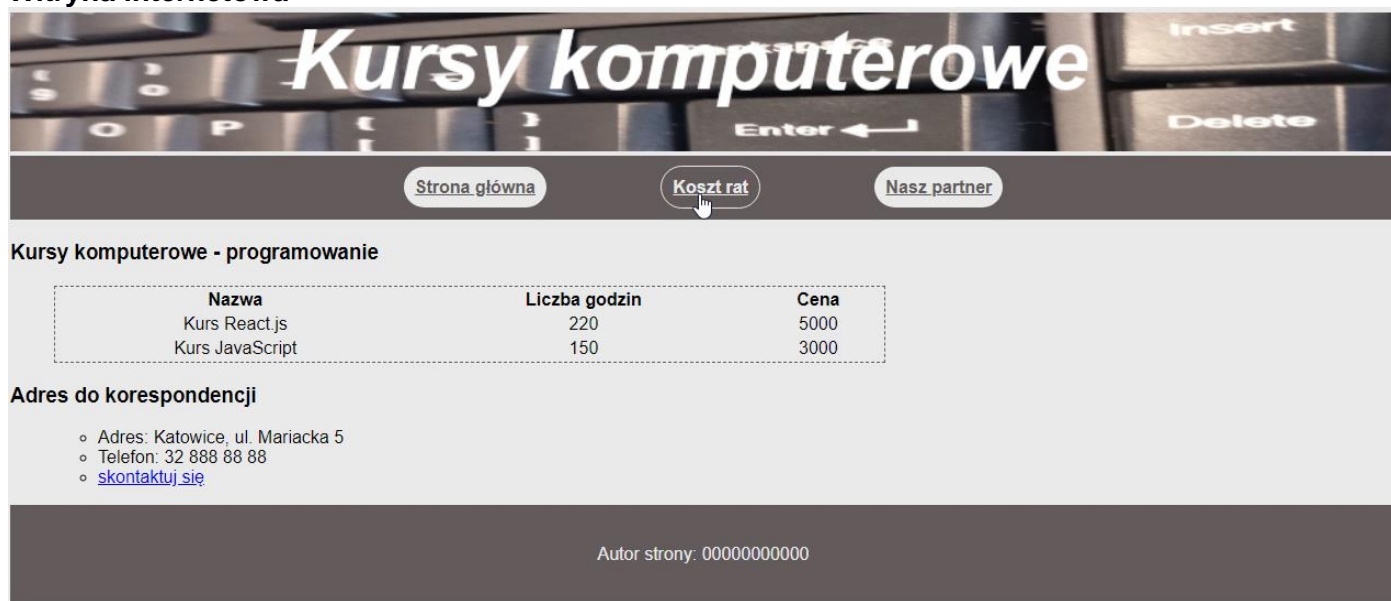 Witryna internetowa
Insert
Kursy komputerowe
O P { } Enter Delete
[ ]
Strona główna Koszt rat Nasz partner
Kursy komputerowe - programowanie
Nazwa Liczba godzin Cena
Kurs React.js 220 5000
Kurs JavaScript 150 3000
Adres do korespondencji
Adres: Katowice, ul. Mariacka 5
Telefon: 32 888 88 88
skontaktuj się
Autor strony: 00000000000